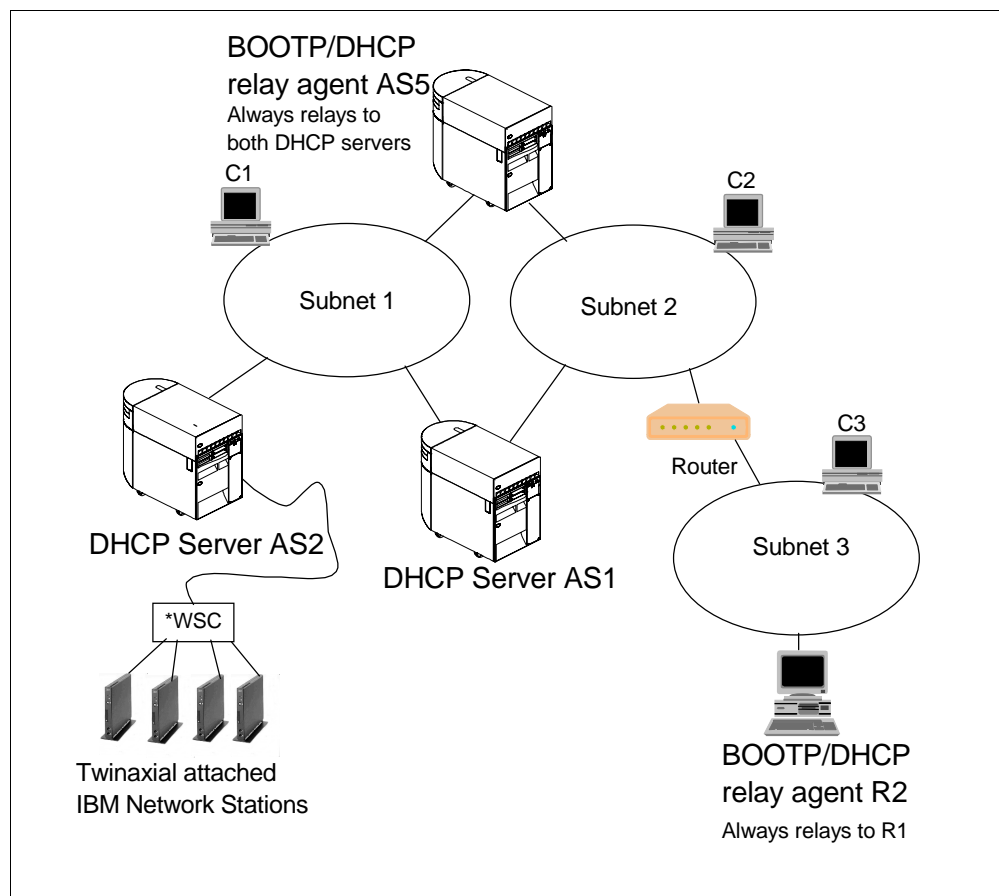 BOOTP/DHCP
relay agent AS5
Always relays to
both DHCP servers
C1
C2
Subnet 1
Subnet 2
C3
Router
DHCP Server AS2
DHCP Server AS1
Subnet 3
*WSC
BOOTP/DHCP
relay agent R2
Always relays to R1
Twinaxial attached
IBM Network Stations